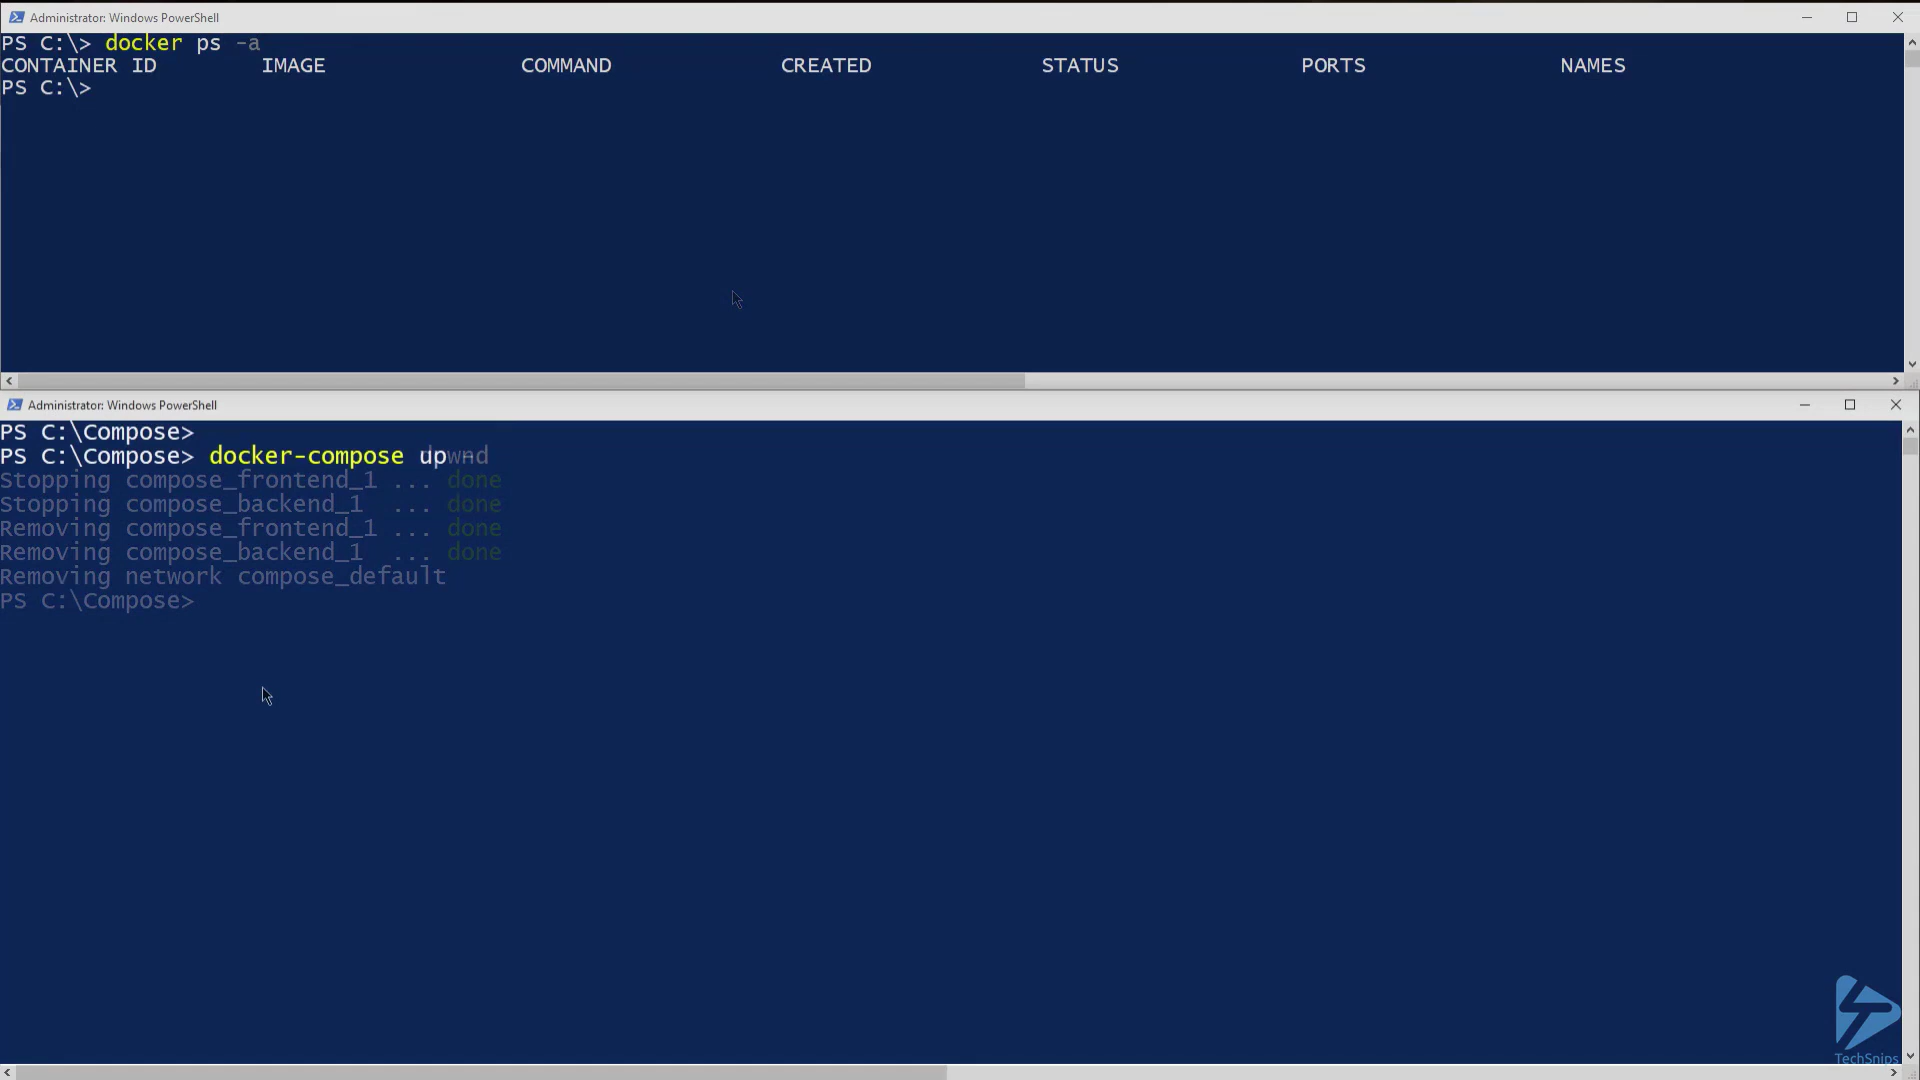 Administrator: Windows PowerShell
PS C:\> docker ps -a
CONTAINER ID IMAGE COMMAND CREATED STATUS PORTS NAMES
PS C:\>
Administrator: Windows PowerShell
PS C:\Compose>
PS C:\Compose> docker-compose up
Stopping compose_frontend_1 ... done
Stopping compose_backend_1 ... done
Removing compose_frontend_1 ... done
Removing compose_backend_1 ... done
Removing network compose_default
PS C:\Compose>
TechSnips